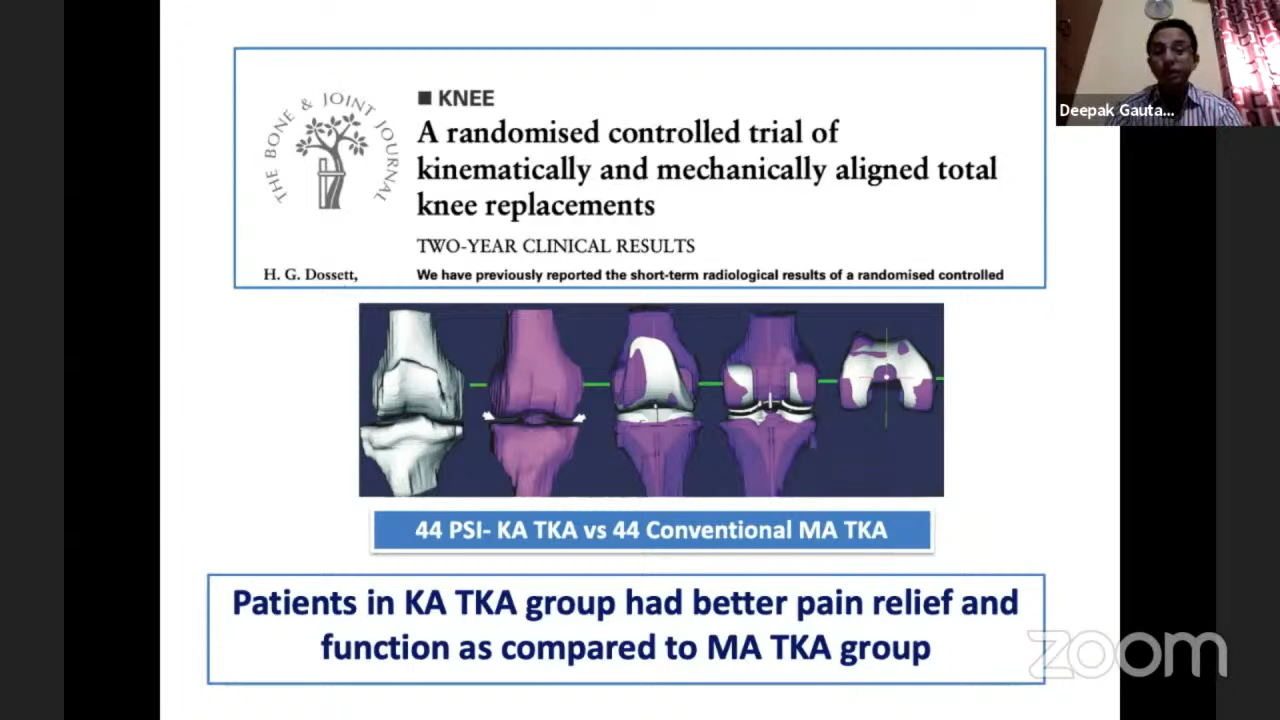 Deepak Gauta...
THE BONE & JOINT JOURNAL
■ KNEE
A randomised controlled trial of
kinematically and mechanically aligned total
knee replacements
TWO-YEAR CLINICAL RESULTS
H. G. Dossett,
We have previously reported the short-term radiological results of a randomised controlled
44 PSI- KA TKA vs 44 Conventional MA TKA
Patients in KA TKA group had better pain relief and
function as compared to MA TKA group
zoom